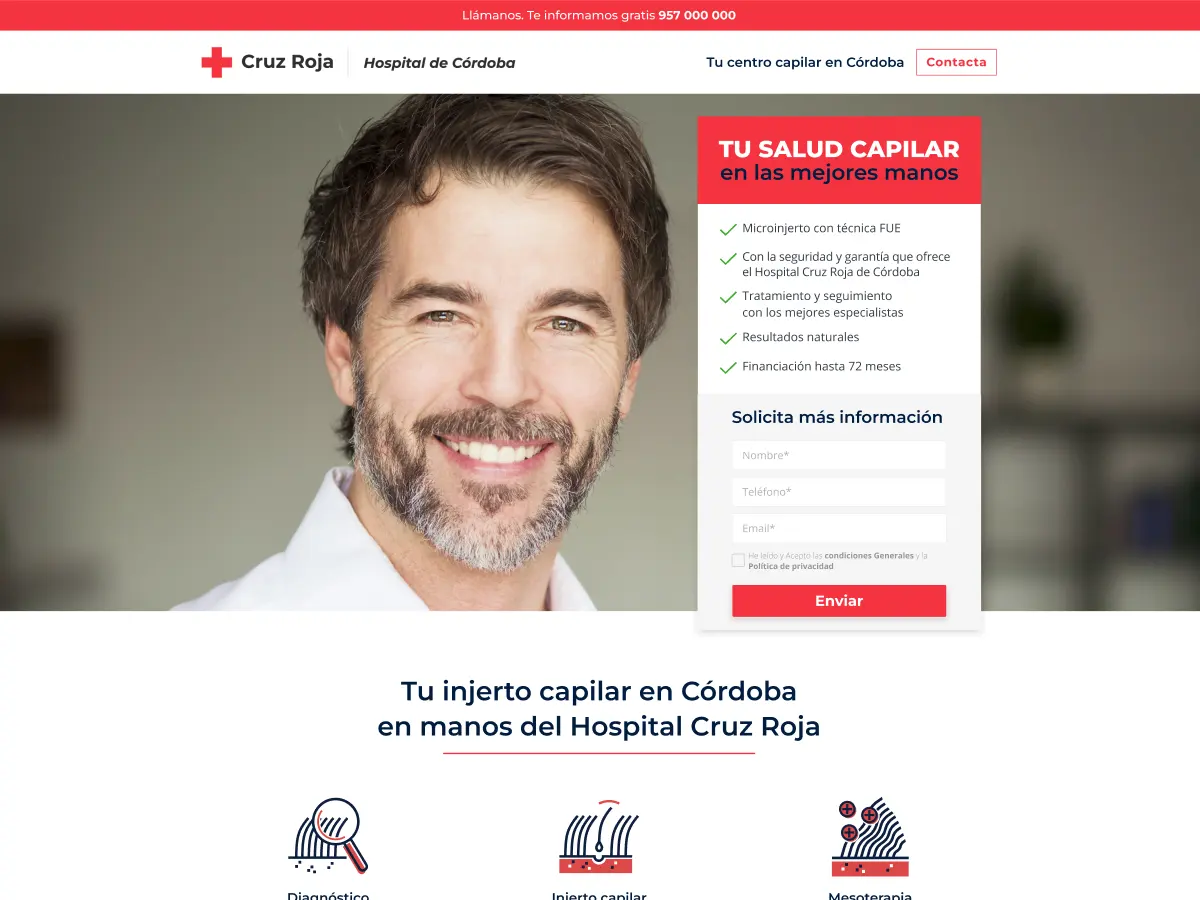 Llámanos. Te informamos gratis 957 000 000
Cruz Roja
Hospital de Córdoba
Tu centro capilar en Córdoba
Contacta
TU SALUD CAPILAR
en las mejores manos
Microinjerto con técnica FUE
Con la seguridad y garantía que ofrece
el Hospital Cruz Roja de Córdoba
Tratamiento y seguimiento
con los mejores especialistas
Resultados naturales
Financiación hasta 72 meses
Solicita más información
Nombre*
Teléfono*
Email*
He leído y Acepto las condiciones Generales y la
Política de privacidad
Enviar
Tu injerto capilar en Córdoba
en manos del Hospital Cruz Roja
Diagnóstico
Injerto capilar
Mesoterapia